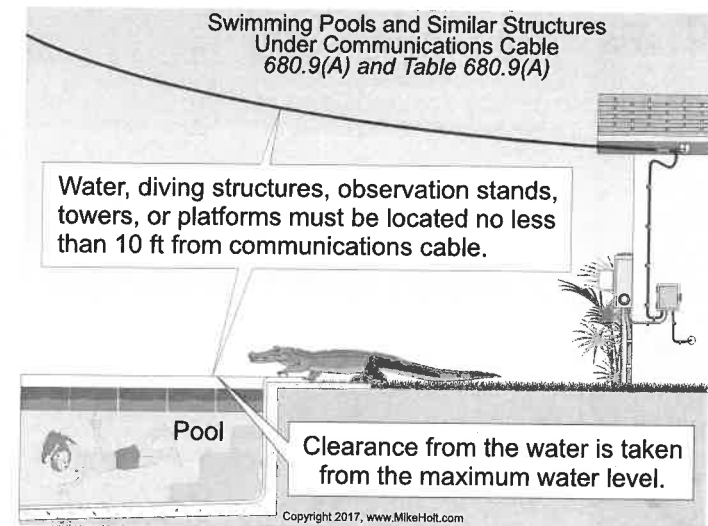 Swimming Pools and Similar Structures
Under Communications Cable
680.9(A) and Table 680.9(A)
Water, diving structures, observation stands,
towers, or platforms must be located no less
than 10 ft from communications cable.
Pool
Clearance from the water is taken
from the maximum water level.
Copyright 2017, www.MikeHolt.com